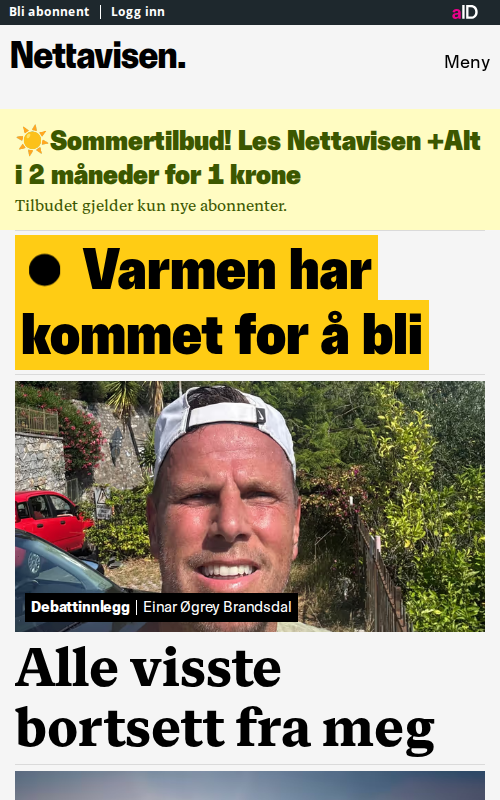 Bli abonnent | Logg inn
aID
Nettavisen.
Meny
Sommertilbud! Les Nettavisen +Alt
i 2 måneder for 1 krone
Tilbudet gjelder kun nye abonnenter.
Varmen har
kommet for å bli
Debattinnlegg | Einar Øgrey Brandsdal
Alle visste
bortsett fra meg